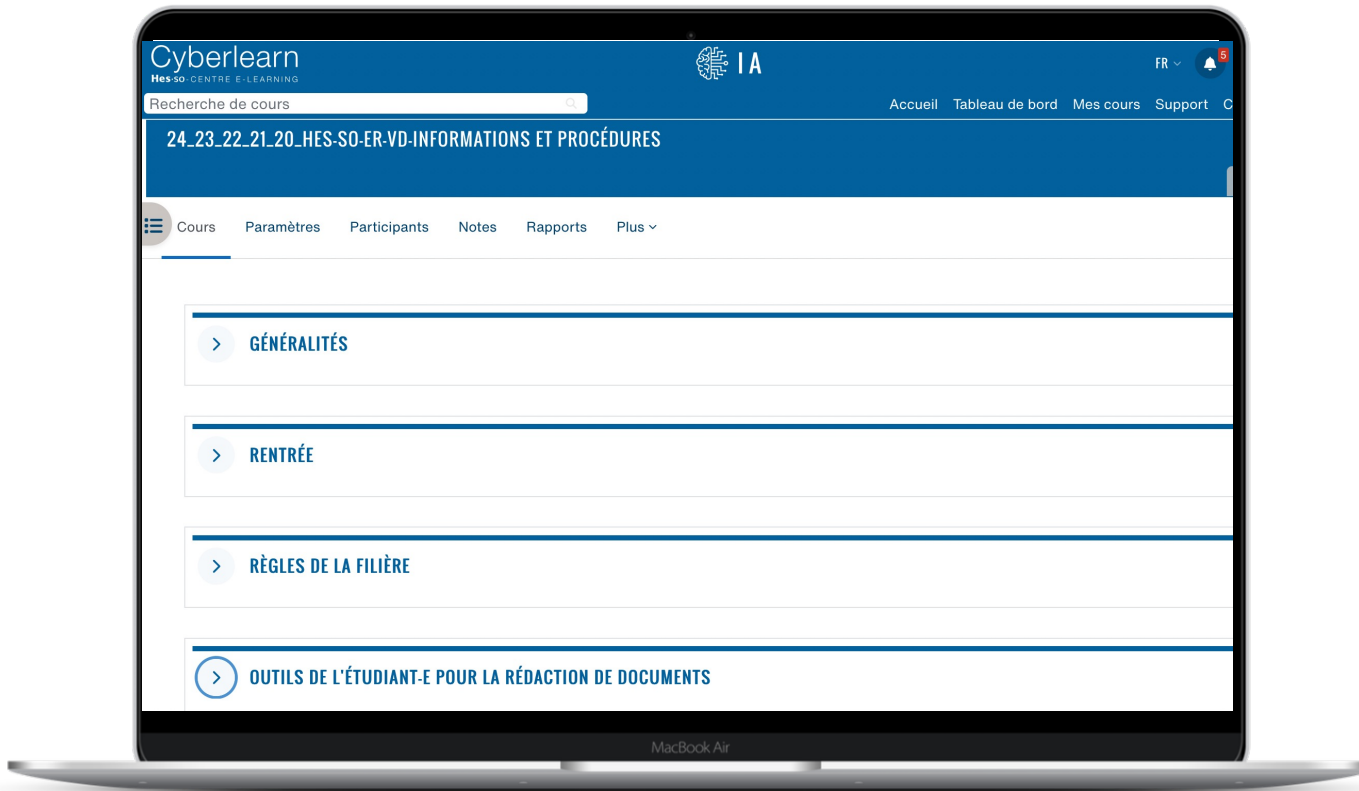 Cyberlearn
Hes·so·CENTRE E-LEARNING
IA
FR
5
Recherche de cours
Accueil Tableau de bord Mes cours Support C
24_23_22_21_20_HES-SO-ER-VD-INFORMATIONS ET PROCÉDURES
Cours Paramètres Participants Notes Rapports Plus
GÉNÉRALITÉS
RENTRÉE
RÈGLES DE LA FILIÈRE
OUTILS DE L'ÉTUDIANT-E POUR LA RÉDACTION DE DOCUMENTS
MacBook Air